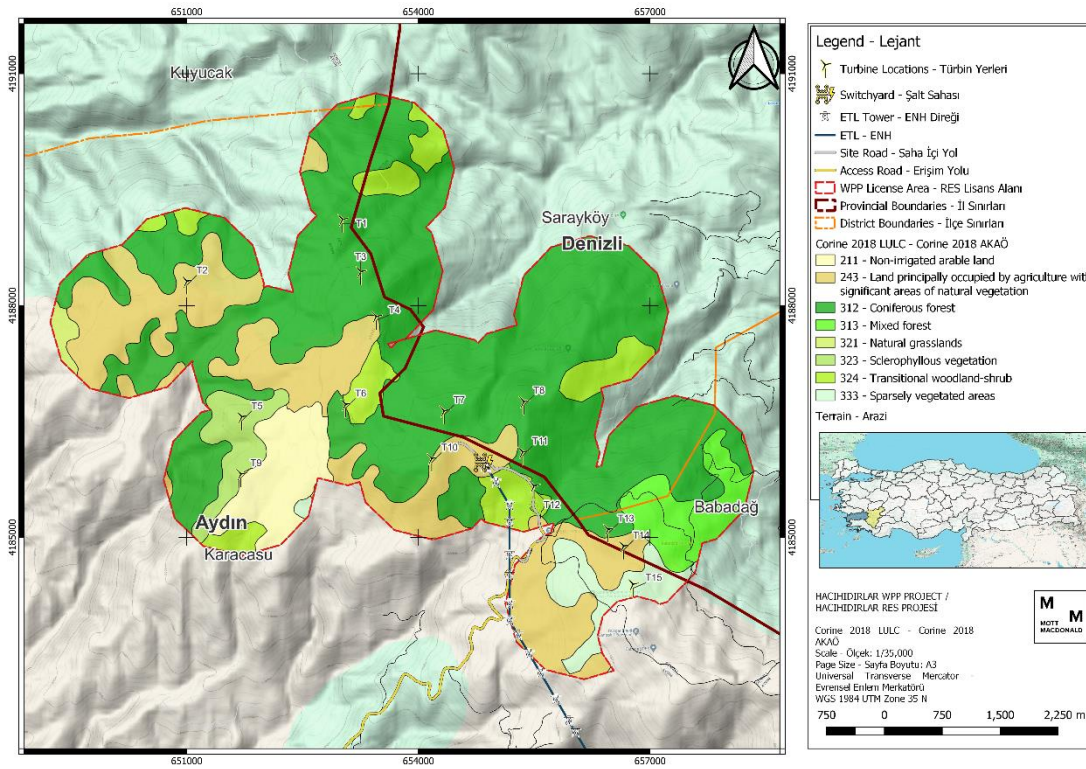 651000
654000
657000
4191000
4191000
Kuyucak
T1
Sarayköy
Denizli
T3
T2
4188000
4188000
T4
T6
T7
T8
T5
T11
T10
T9
T12
Babadağ
Aydın
Karacasu
T13
T14
4185000
4185000
T15
651000
654000
657000
Legend - Lejant
Turbine Locations - Türbin Yerleri
Switchyard - Şalt Sahası
ETL Tower - ENH Direği
ETL - ENH
Site Road - Saha İçi Yol
Access Road - Erişim Yolu
WPP License Area - RES Lisans Alanı
Provincial Boundaries - İl Sınırları
District Boundaries - İlçe Sınırları
Corine 2018 LULC - Corine 2018 AKAÖ
211 - Non-irrigated arable land
243 - Land principally occupied by agriculture with
significant areas of natural vegetation
312 - Coniferous forest
313 - Mixed forest
321 - Natural grasslands
323 - Sclerophyllous vegetation
324 - Transitional woodland-shrub
333 - Sparsely vegetated areas
Terrain - Arazi
HACIHIDIRLAR WPP PROJECT /
HACIHIDIRLAR RES PROJESİ
M
M
MOTT
MACDONALD
Corine 2018 LULC - Corine 2018
AKAÖ
Scale - Ölçek: 1/35,000
Page Size - Sayfa Boyutu: A3
Universal Transverse Mercator -
Evrensel Enlem Merkatörü
WGS 1984 UTM Zone 35 N
750 0 750 1,500 2,250 m